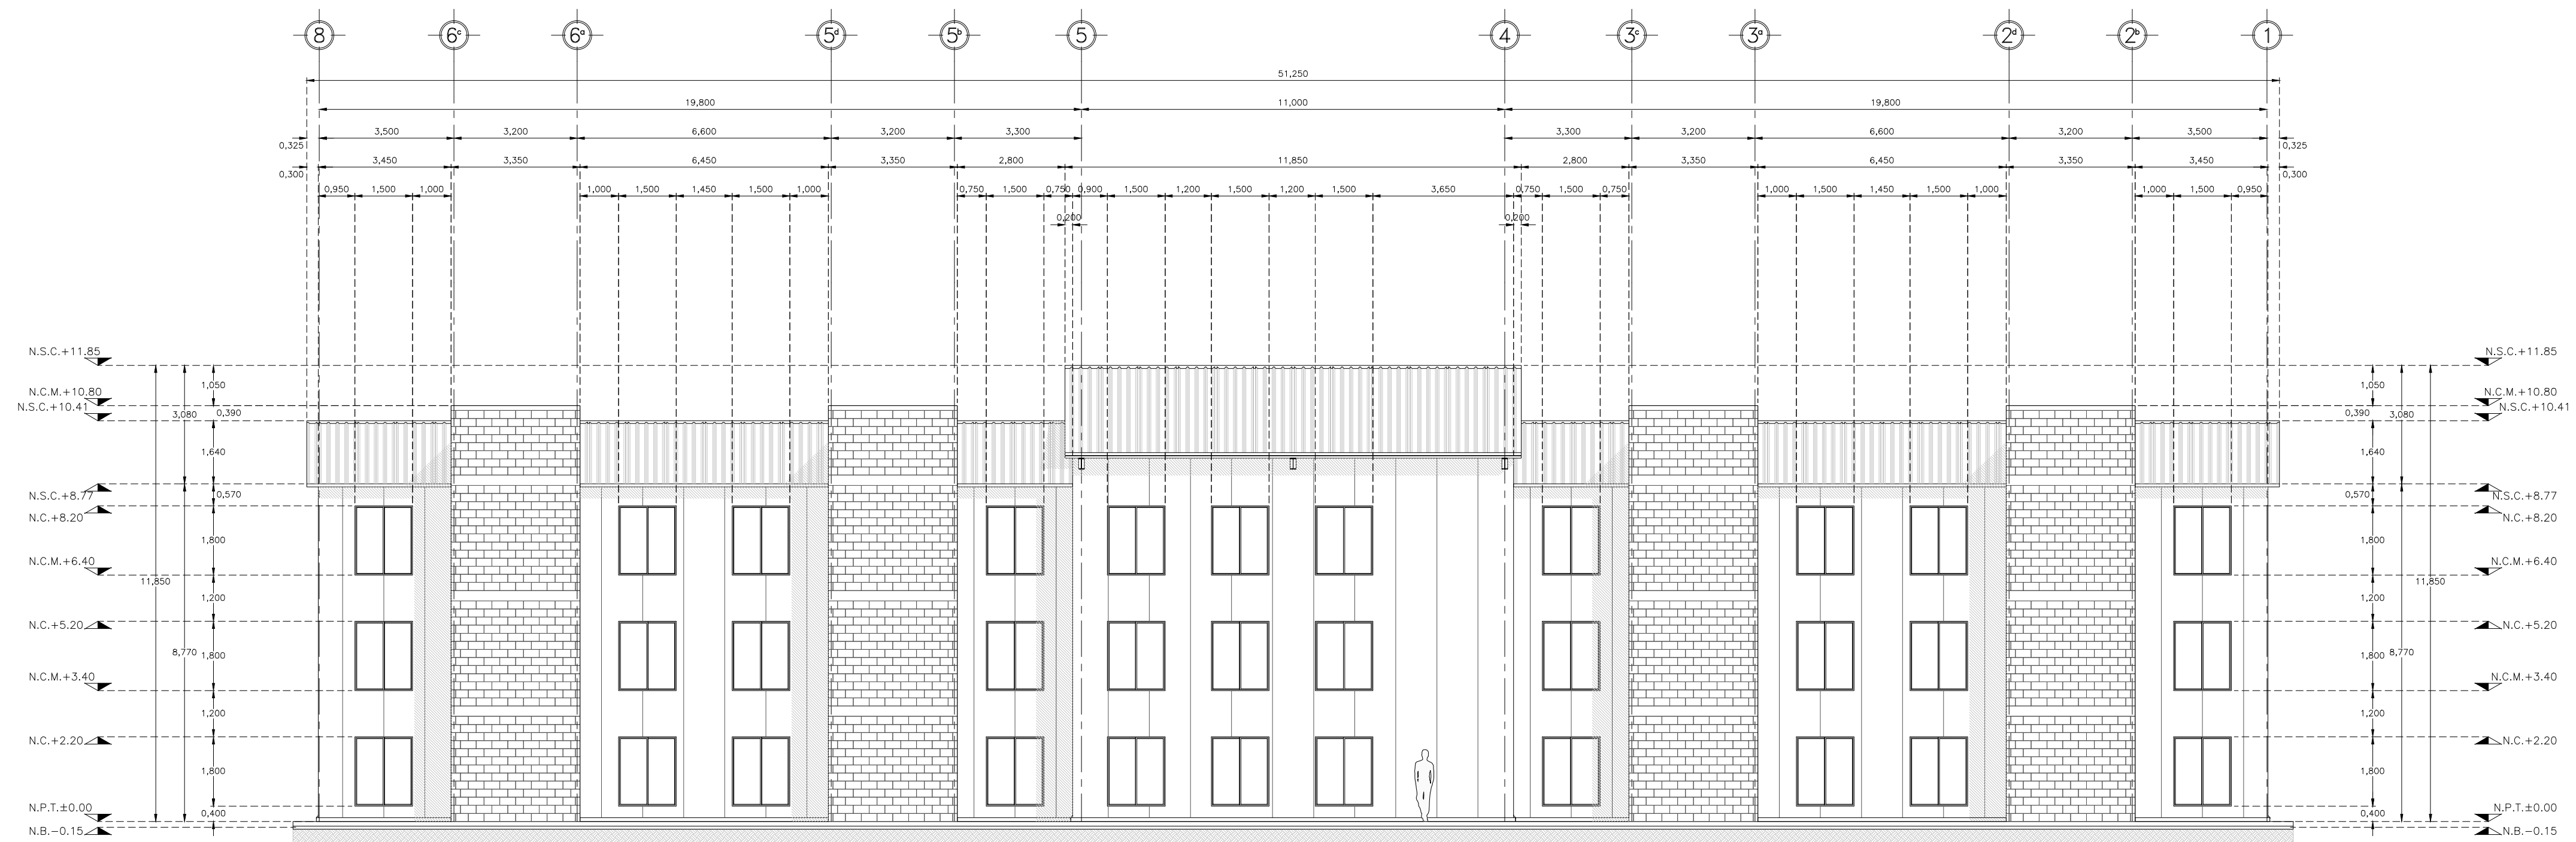 8 6c 6a 5d 5b 5 4 3c 3a 2d 2b 1
51,250
19,800 11,000 19,800
3,500 3,200 6,600 3,200 3,300 3,300 3,200 6,600 3,200 3,500
0,325 0,325
3,450 3,350 6,450 3,350 2,800 11,850 2,800 3,350 6,450 3,350 3,450
0,300 0,300
0,950 1,500 1,000 1,000 1,500 1,450 1,500 1,000 0,750 1,500 0,750 0,900 1,500 1,200 1,500 1,200 1,500 3,650 0,750 1,500 0,750 1,000 1,500 1,450 1,500 1,000 1,000 1,500 0,950
0,200 0,200
N.S.C.+11.85 N.S.C.+11.85
1,050 1,050
N.C.M.+10.80 N.C.M.+10.80
N.S.C.+10.41 N.S.C.+10.41
3,080 0,390 0,390 3,080
1,640 1,640
N.S.C.+8.77 0,570 0,570 N.S.C.+8.77
N.C.+8.20 N.C.+8.20
1,800 1,800
N.C.M.+6.40 N.C.M.+6.40
11,850 11,850
1,200 1,200
N.C.+5.20 N.C.+5.20
8,770 1,800 1,800 8,770
N.C.M.+3.40 N.C.M.+3.40
1,200 1,200
N.C.+2.20 N.C.+2.20
1,800 1,800
N.P.T.±0.00 N.P.T.±0.00
0,400 0,400
N.B.−0.15 N.B.−0.15